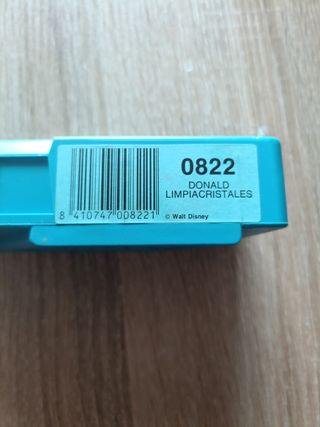 0822
DONALD
LIMPIACRISTALES
8 410747 008221
© Walt Disney